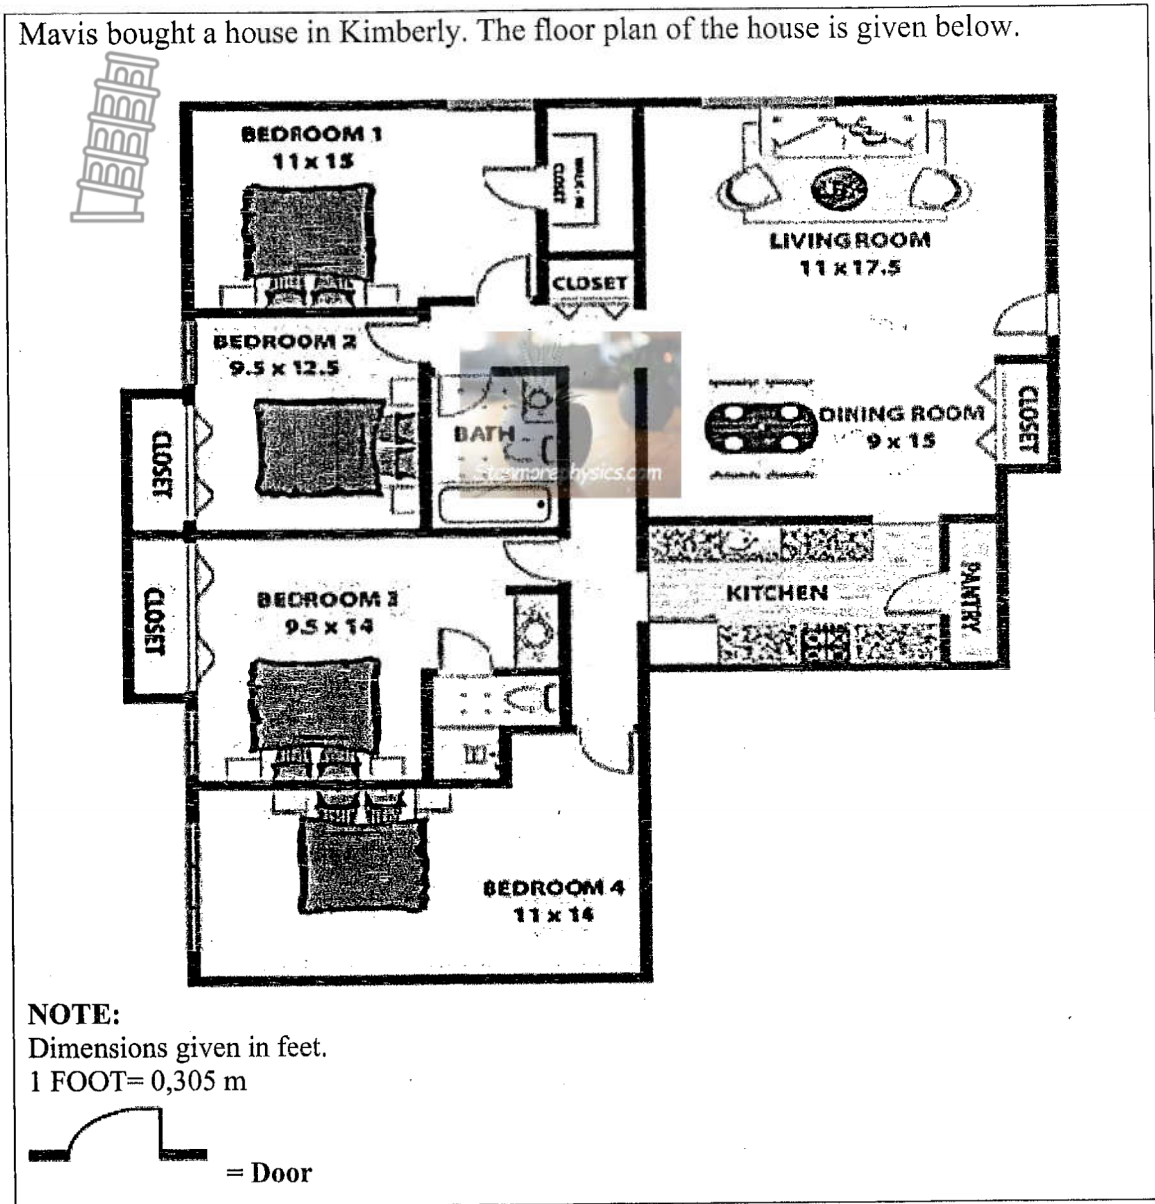 Mavis bought a house in Kimberly. The floor plan of the house is given below.
BEDROOM 1
11 x 15
WALK-IN
CLOSET
LIVING ROOM
11 x 17.5
CLOSET
BEDROOM 2
9.5 x 12.5
CLOSET
BATH
Stanmorephysics.com
DINING ROOM
9 x 15
CLOSET
CLOSET
BEDROOM 3
9.5 x 14
KITCHEN
PANTRY
BEDROOM 4
11 x 14
NOTE:
Dimensions given in feet.
1 FOOT= 0,305 m
= Door